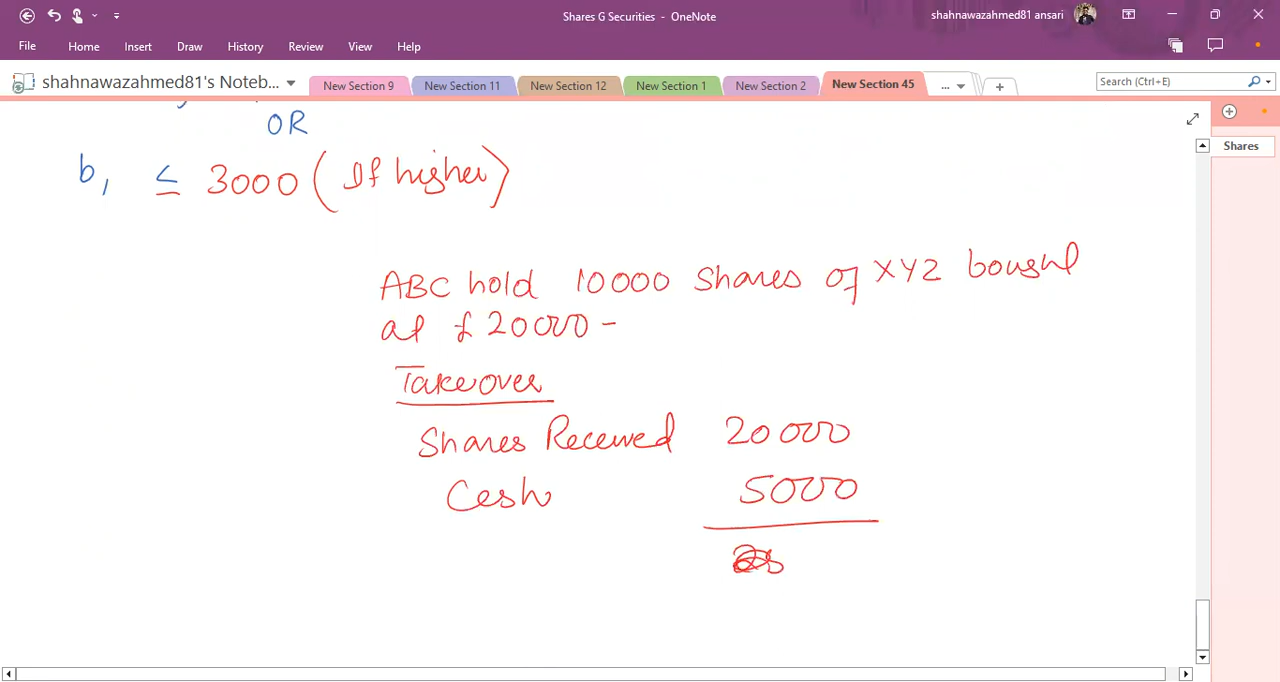 Shares G Securities - OneNote
shahnawazahmed81 ansari
File Home Insert Draw History Review View Help
shahnawazahmed81's Noteb...
New Section 9
New Section 11
New Section 12
New Section 1
New Section 2
New Section 45
...
Search (Ctrl+E)
Shares
OR
b, ≤ 3000 (If higher)
ABC hold 10000 Shares of XYZ
at £20000 -
Takeover
Shares Received 20000
Cash 5000